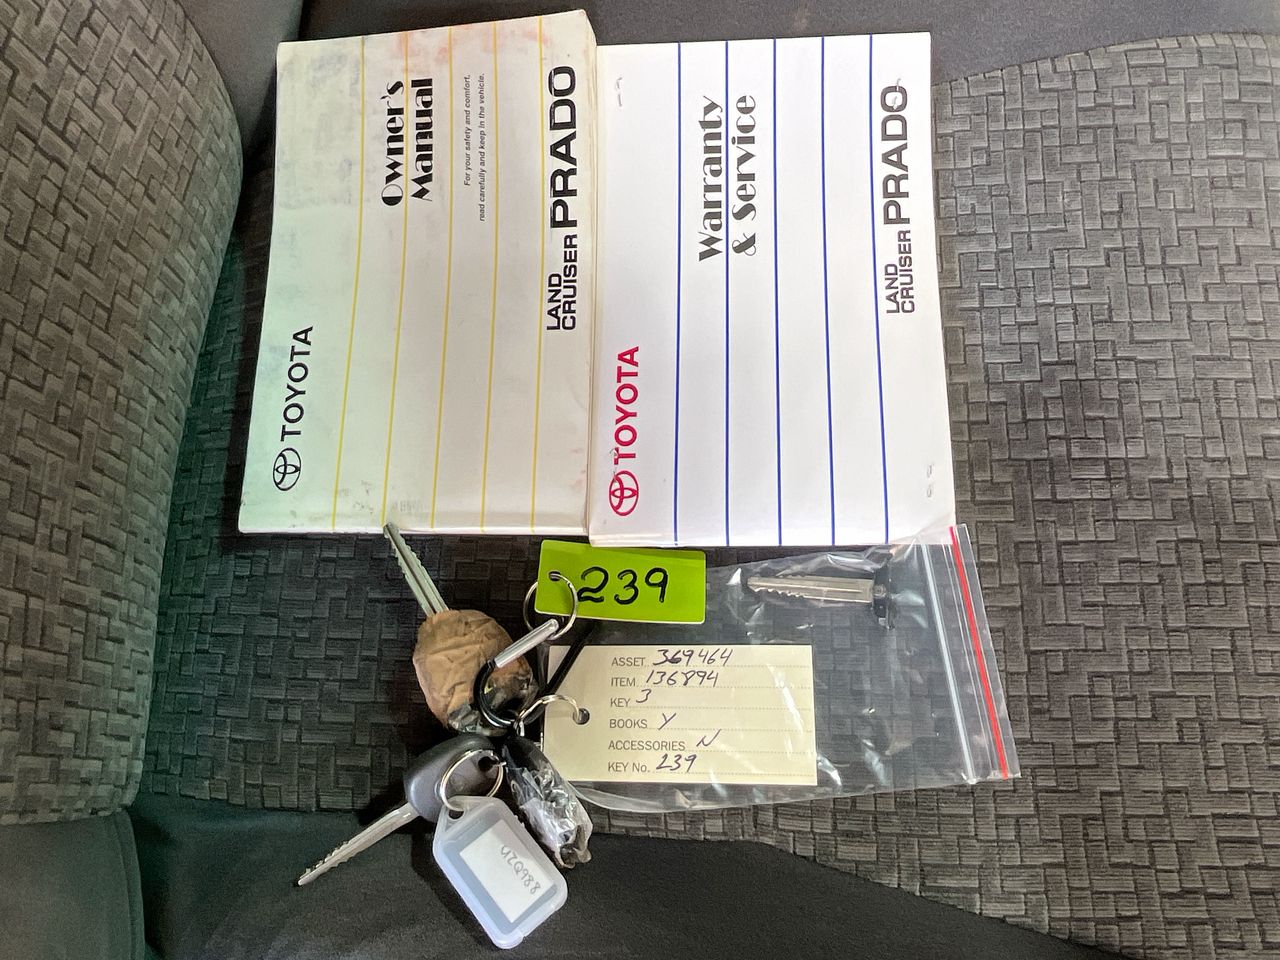 Owner's
Manual
For your safety and comfort,
read carefully and keep in the vehicle.
LAND
CRUISER PRADO
TOYOTA
Warranty
& Service
LAND
CRUISER PRADO
TOYOTA
239
ASSET 369464
ITEM 136894
KEY 3
BOOKS Y
ACCESSORIES N
KEY No. 239
UZQ988